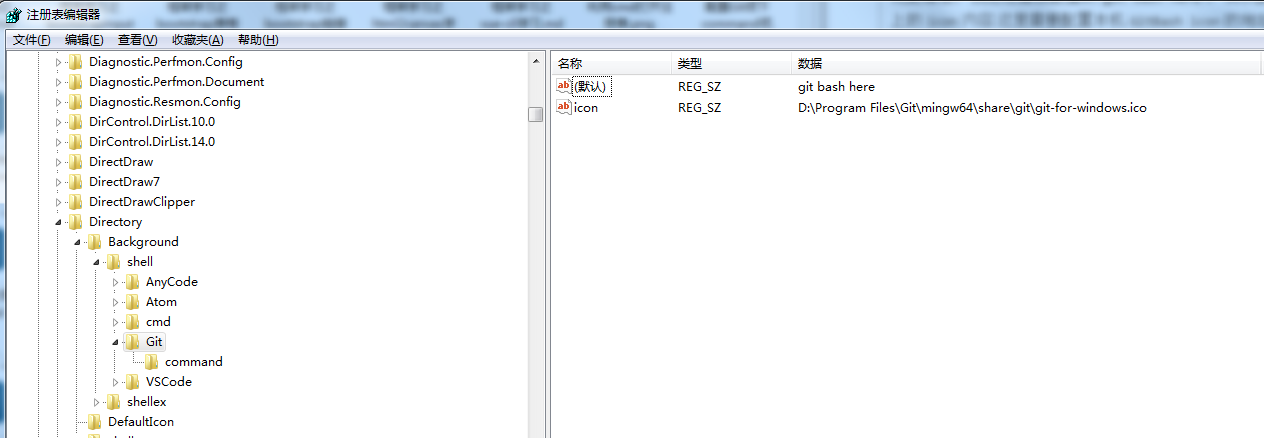 注册表编辑器
文件(F) 编辑(E) 查看(V) 收藏夹(A) 帮助(H)
Diagnostic.Perfmon.Config
Diagnostic.Perfmon.Document
Diagnostic.Resmon.Config
DirControl.DirList.10.0
DirControl.DirList.14.0
DirectDraw
DirectDraw7
DirectDrawClipper
Directory
Background
shell
AnyCode
Atom
cmd
Git
command
VSCode
shellex
DefaultIcon
名称 类型 数据
(默认) REG_SZ git bash here
icon REG_SZ D:\Program Files\Git\mingw64\share\git\git-for-windows.ico